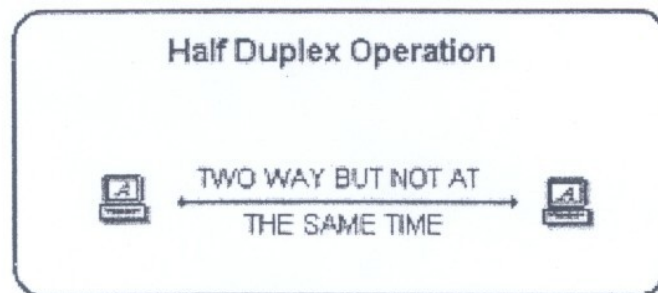 Half Duplex Operation
TWO WAY BUT NOT AT
THE SAME TIME
A
A